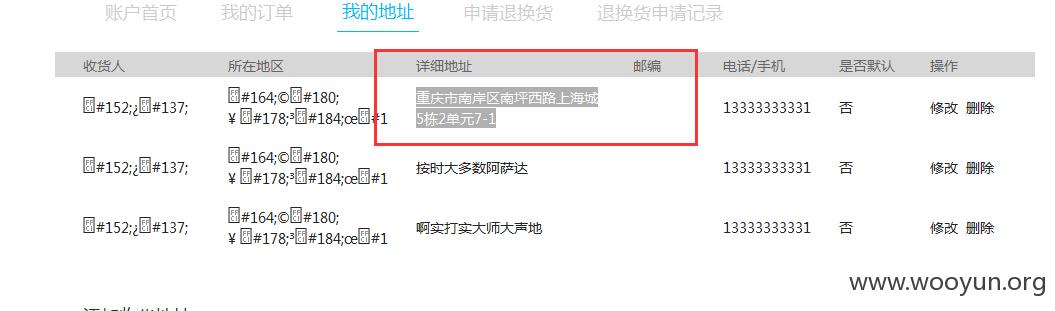 账户首页 我的订单 我的地址 申请退换货 退换货申请记录
收货人 所在地区 详细地址 邮编 电话/手机 是否默认 操作
#152;¿#137; #164;©#180; 重庆市南岸区南坪西路上海城 13333333331 否 修改 删除
¥#178;³#184;œ#1 5栋2单元7-1
#152;¿#137; #164;©#180; 按时大多数阿萨达 13333333331 否 修改 删除
¥#178;³#184;œ#1
#152;¿#137; #164;©#180; 啊实打实大师大声地 13333333331 否 修改 删除
¥#178;³#184;œ#1
www.wooyun.org